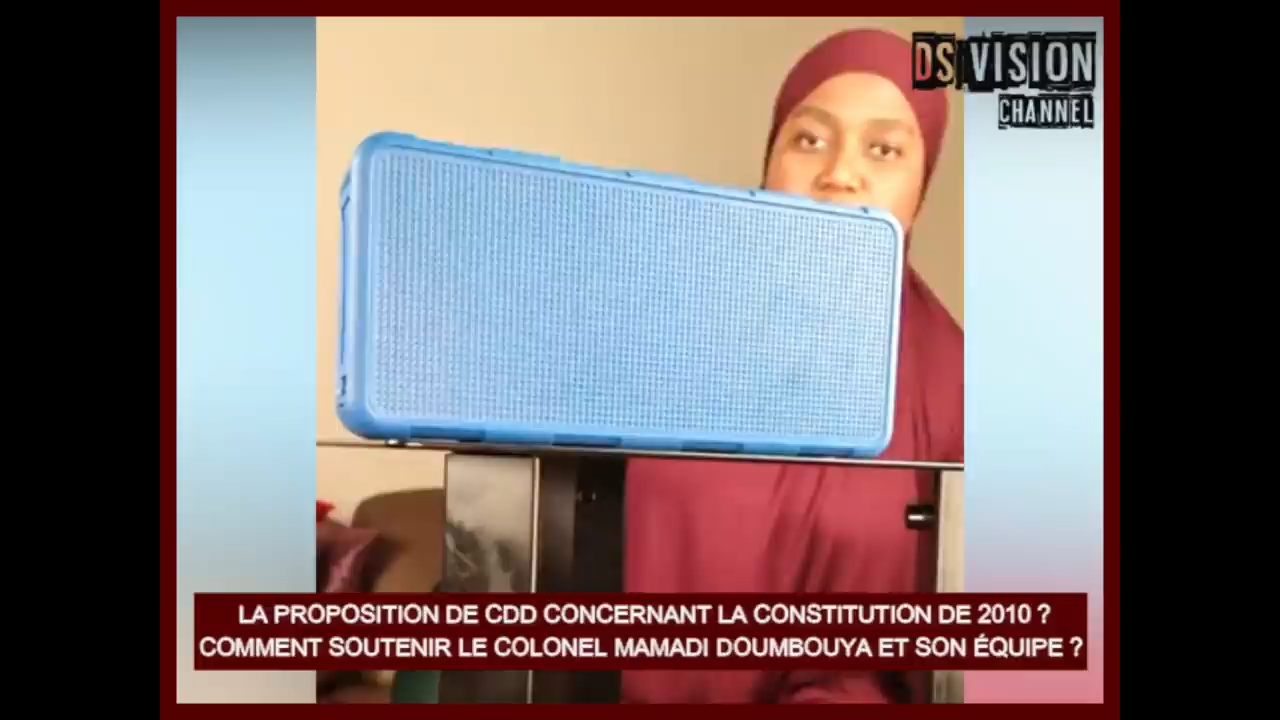 DS VISION
CHANNEL
LA PROPOSITION DE CDD CONCERNANT LA CONSTITUTION DE 2010 ?
COMMENT SOUTENIR LE COLONEL MAMADI DOUMBOUYA ET SON ÉQUIPE ?